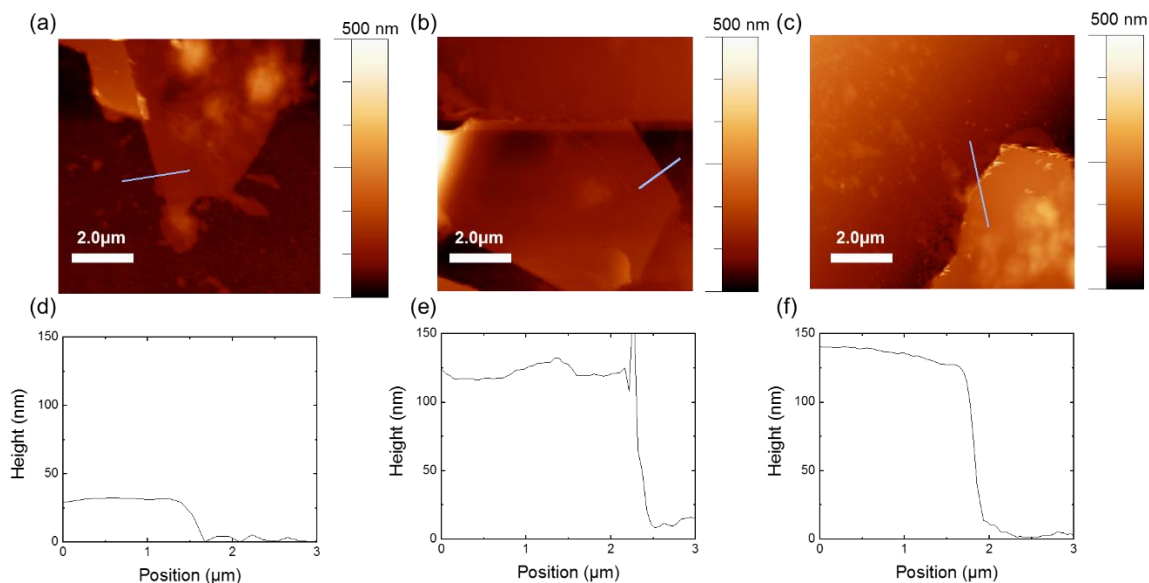 (a)
500 nm
2.0µm
(b)
500 nm
2.0µm
(c)
500 nm
2.0µm
(d)
150
100
50
0
Height (nm)
0 1 2 3
Position (µm)
(e)
150
100
50
0
Height (nm)
0 1 2 3
Position (µm)
(f)
150
100
50
0
Height (nm)
0 1 2 3
Position (µm)